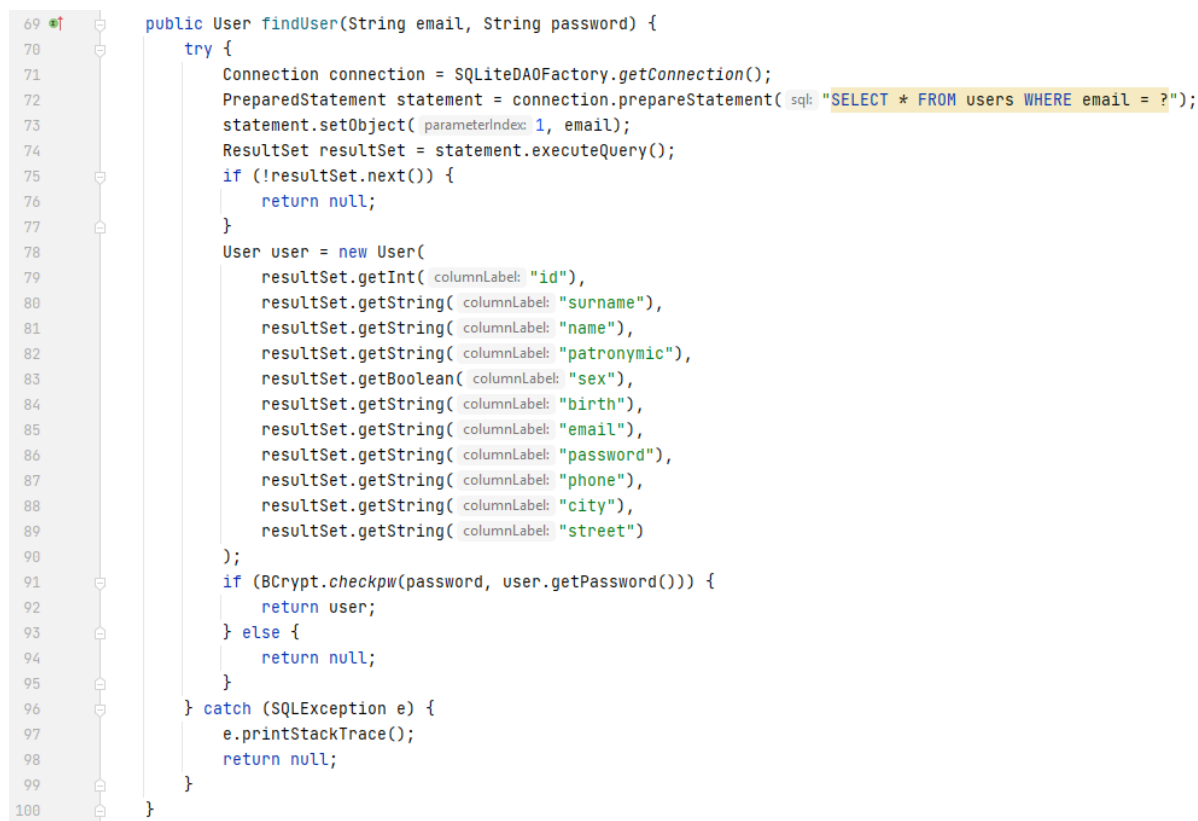 69 public User findUser(String email, String password) {
70 try {
71 Connection connection = SQLiteDAOFactory.getConnection();
72 PreparedStatement statement = connection.prepareStatement( sql: "SELECT * FROM users WHERE email = ?");
73 statement.setObject( parameterIndex: 1, email);
74 ResultSet resultSet = statement.executeQuery();
75 if (!resultSet.next()) {
76 return null;
77 }
78 User user = new User(
79 resultSet.getInt( columnLabel: "id"),
80 resultSet.getString( columnLabel: "surname"),
81 resultSet.getString( columnLabel: "name"),
82 resultSet.getString( columnLabel: "patronymic"),
83 resultSet.getBoolean( columnLabel: "sex"),
84 resultSet.getString( columnLabel: "birth"),
85 resultSet.getString( columnLabel: "email"),
86 resultSet.getString( columnLabel: "password"),
87 resultSet.getString( columnLabel: "phone"),
88 resultSet.getString( columnLabel: "city"),
89 resultSet.getString( columnLabel: "street")
90 );
91 if (BCrypt.checkpw(password, user.getPassword())) {
92 return user;
93 } else {
94 return null;
95 }
96 } catch (SQLException e) {
97 e.printStackTrace();
98 return null;
99 }
100 }